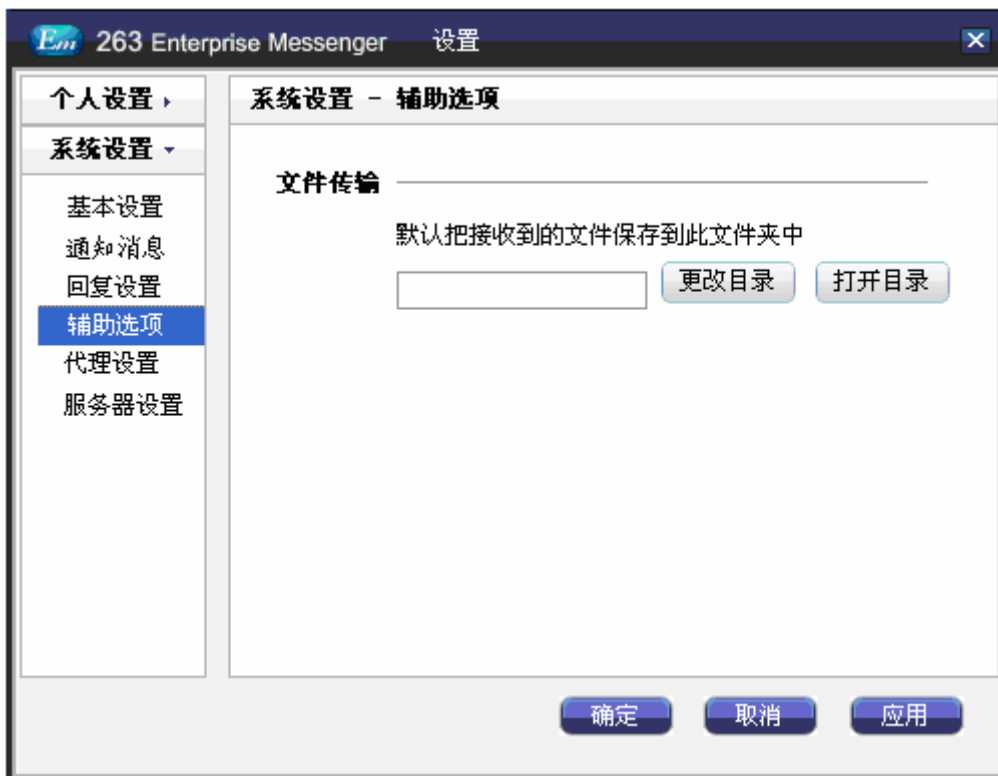 Em 263 Enterprise Messenger 设置
个人设置
系统设置
基本设置
通知消息
回复设置
辅助选项
代理设置
服务器设置
系统设置 - 辅助选项
文件传输
默认把接收到的文件保存到此文件夹中
更改目录 打开目录
确定 取消 应用